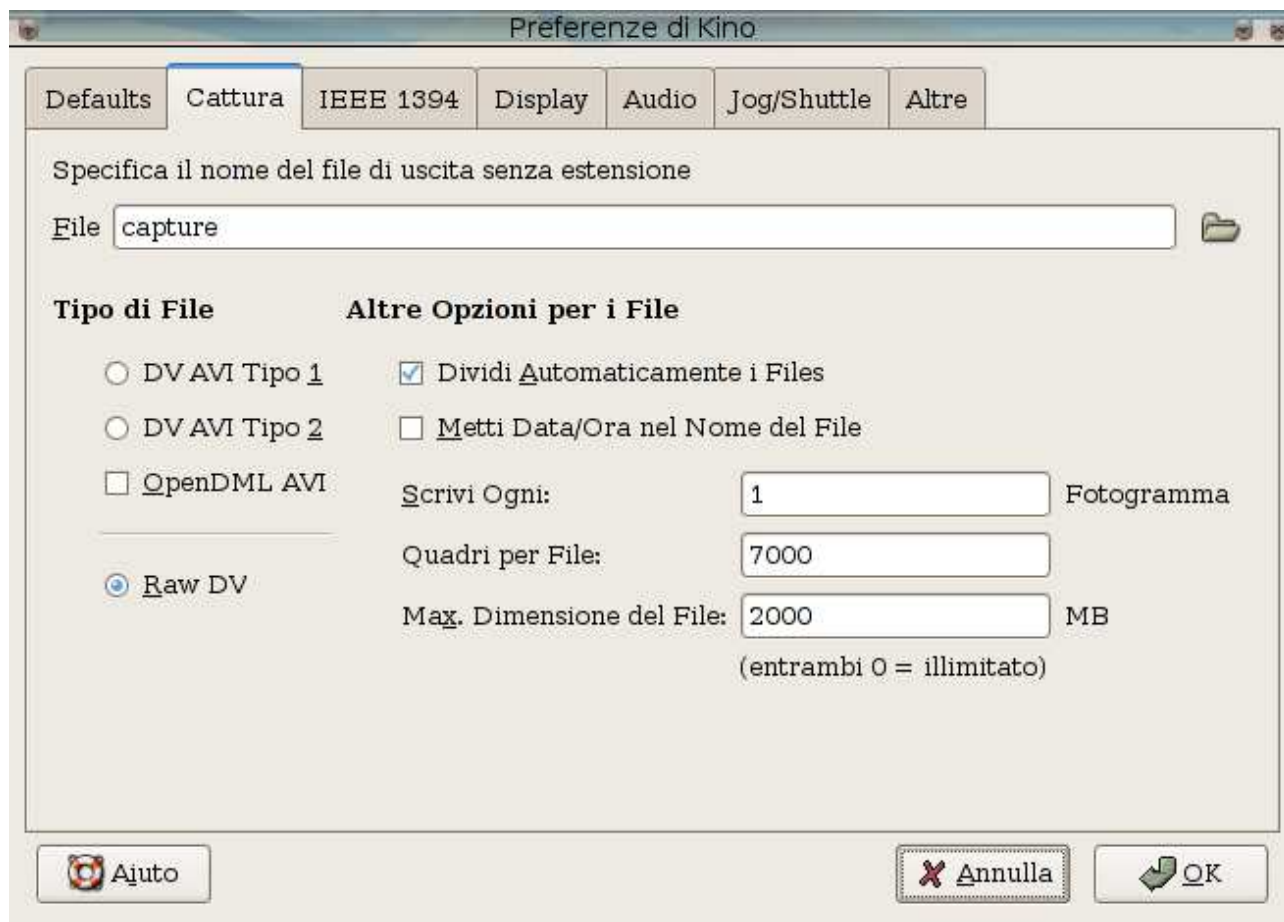 Preferenze di Kino
Defaults Cattura IEEE 1394 Display Audio Jog/Shuttle Altre
Specifica il nome del file di uscita senza estensione
File capture
Tipo di File Altre Opzioni per i File
DV AVI Tipo 1 Dividi Automaticamente i Files
DV AVI Tipo 2 Metti Data/Ora nel Nome del File
OpenDML AVI
Scrivi Ogni: 1 Fotogramma
Quadri per File: 7000
Raw DV
Max. Dimensione del File: 2000 MB
(entrambi 0 = illimitato)
Aiuto Annulla OK